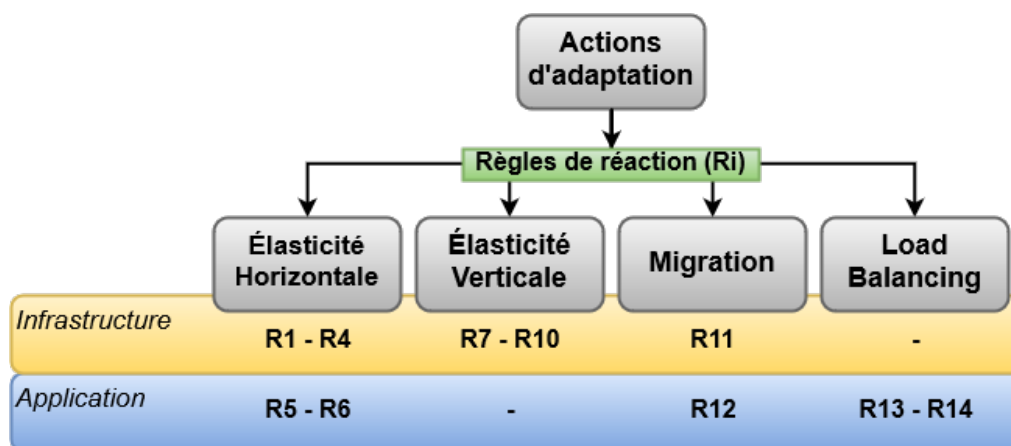 Actions
d'adaptation
Règles de réaction (Ri)
Élasticité
Horizontale
Élasticité
Verticale
Migration
Load
Balancing
Infrastructure
R1 - R4
R7 - R10
R11
-
Application
R5 - R6
-
R12
R13 - R14